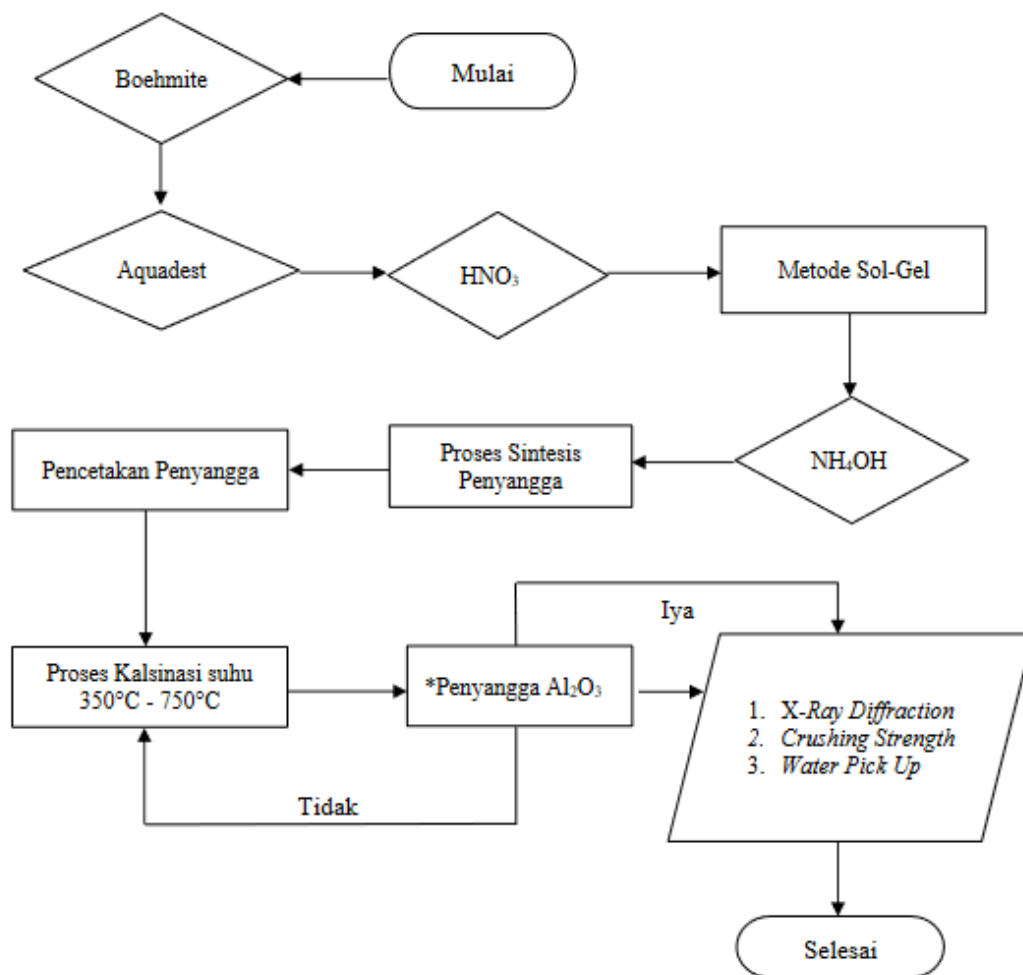 Mulai
Boehmite
Aquadest
HNO₃
Metode Sol-Gel
NH₄OH
Proses Sintesis
Penyangga
Pencetakan Penyangga
Proses Kalsinasi suhu
350°C - 750°C
*Penyangga Al₂O₃
Iya
Tidak
1. X-Ray Diffraction
2. Crushing Strength
3. Water Pick Up
Selesai